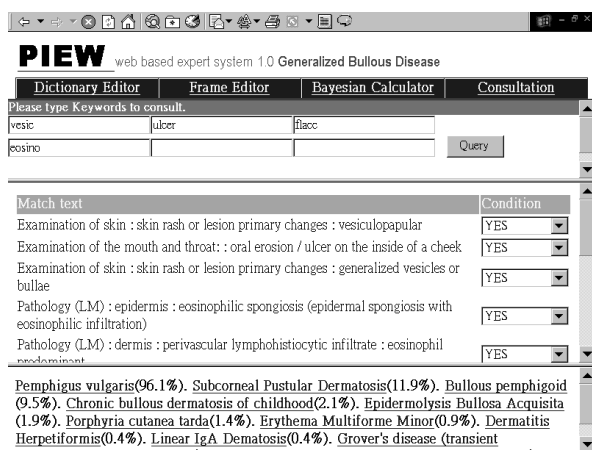 PIEW web based expert system 1.0 Generalized Bullous Disease
Dictionary Editor Frame Editor Bayesian Calculator Consultation
Please type Keywords to consult.
vesic ulcer flacc
eosino Query
Match text Condition
Examination of skin : skin rash or lesion primary changes : vesiculopapular YES
Examination of the mouth and throat: : oral erosion / ulcer on the inside of a cheek YES
Examination of skin : skin rash or lesion primary changes : generalized vesicles or
bullae YES
Pathology (LM) : epidermis : eosinophilic spongiosis (epidermal spongiosis with
eosinophilic infiltration) YES
Pathology (LM) : dermis : perivascular lymphohistiocytic infiltrate : eosinophil
predominant YES
Pemphigus vulgaris(96.1%). Subcorneal Pustular Dermatosis(11.9%). Bullous pemphigoid
(9.5%). Chronic bullous dermatosis of childhood(2.1%). Epidermolysis Bullosa Acquisita
(1.9%). Porphyria cutanea tarda(1.4%). Erythema Multiforme Minor(0.9%). Dermatitis
Herpetiformis(0.4%). Linear IgA Dematosis(0.4%). Grover's disease (transient